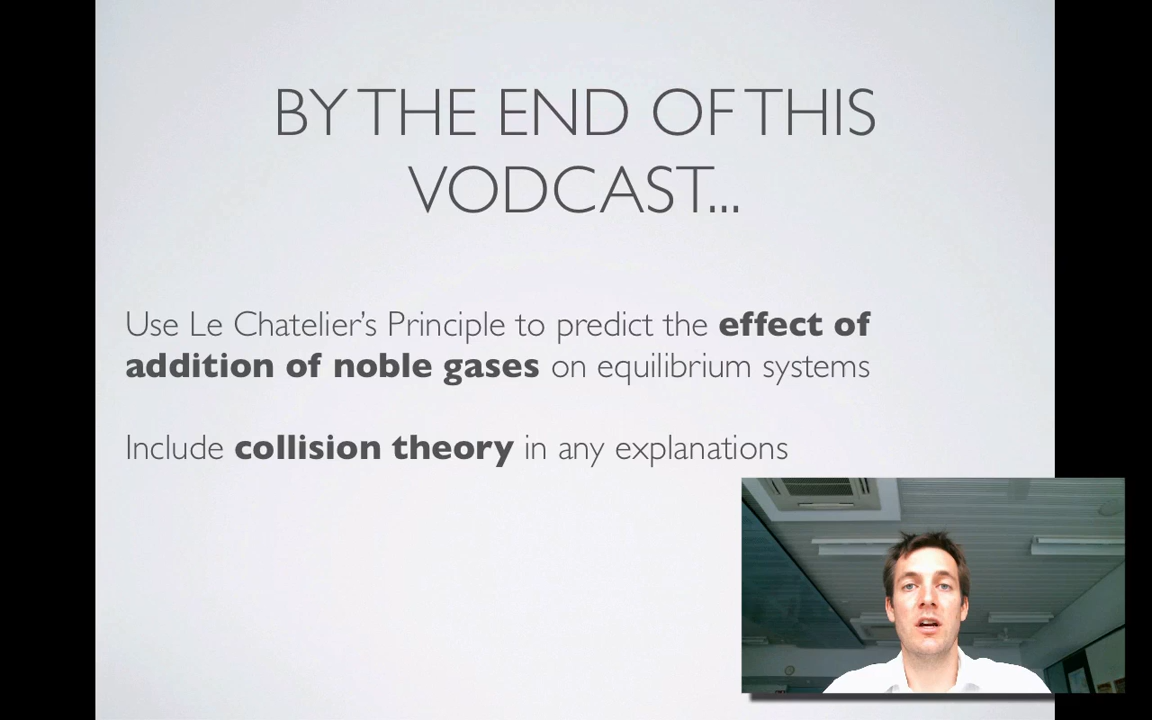 BY THE END OF THIS
VODCAST...
Use Le Chatelier's Principle to predict the effect of
addition of noble gases on equilibrium systems
Include collision theory in any explanations